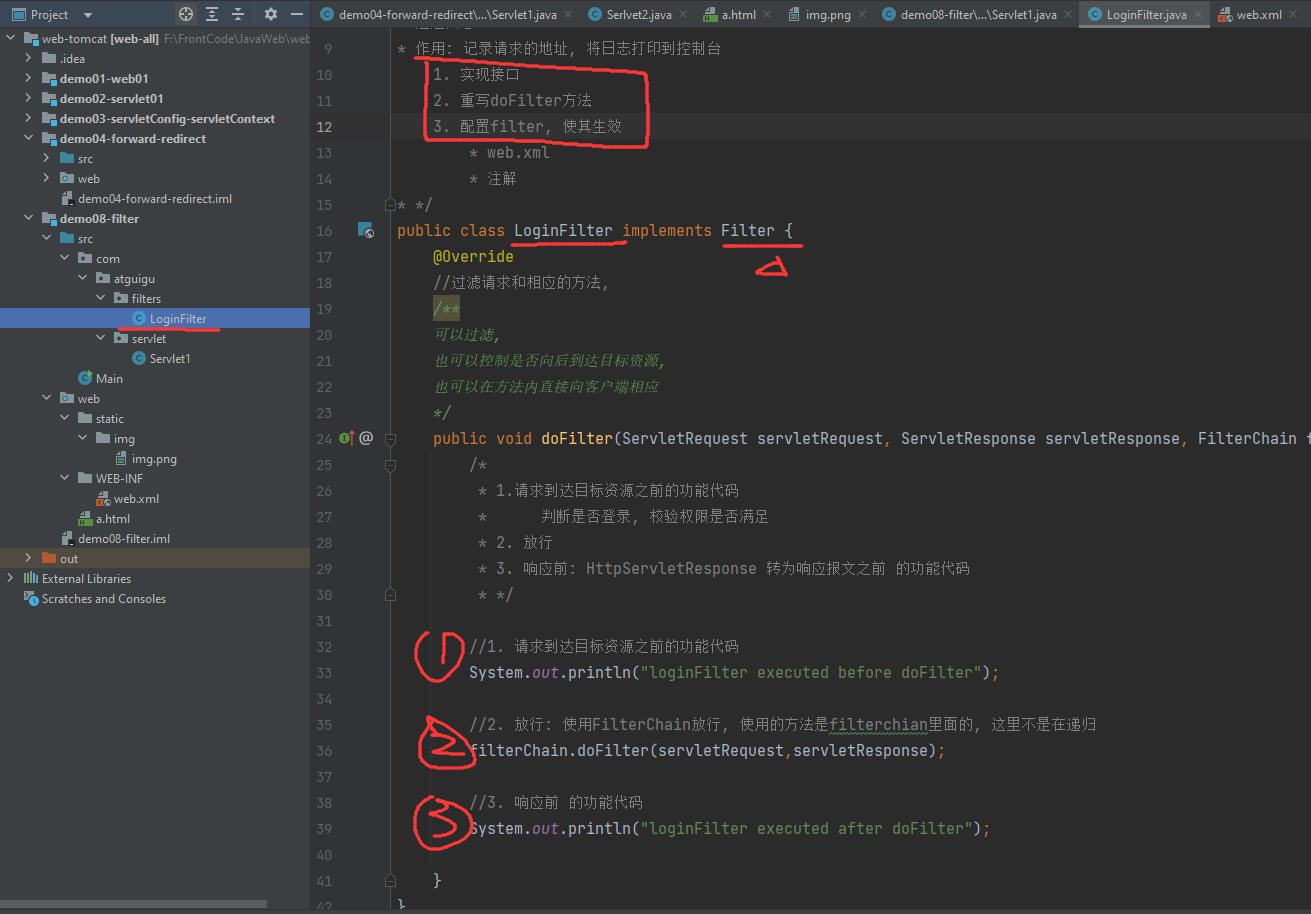 Project
demo04-forward-redirect\...\Servlet1.java
Serlvet2.java
a.html
img.png
demo08-filter\...\Servlet1.java
LoginFilter.java
web.xml
web-tomcat [web-all] F:\FrontCode\JavaWeb\web
.idea
demo01-web01
demo02-servlet01
demo03-servletConfig-servletContext
demo04-forward-redirect
src
web
demo04-forward-redirect.iml
demo08-filter
src
com
atguigu
filters
LoginFilter
servlet
Servlet1
Main
web
static
img
img.png
WEB-INF
web.xml
a.html
demo08-filter.iml
out
External Libraries
Scratches and Consoles
9 * 作用: 记录请求的地址, 将日志打印到控制台
10 1. 实现接口
11 2. 重写doFilter方法
12 3. 配置filter, 使其生效
13 * web.xml
14 * 注解
15 * */
16 public class LoginFilter implements Filter {
17 @Override
18 //过滤请求和相应的方法,
19 /**
20 可以过滤,
21 也可以控制是否向后到达目标资源,
22 也可以在方法内直接向客户端相应
23 */
24 @ public void doFilter(ServletRequest servletRequest, ServletResponse servletResponse, FilterChain f
25 /*
26 * 1.请求到达目标资源之前的功能代码
27 * 判断是否登录, 校验权限是否满足
28 * 2. 放行
29 * 3. 响应前: HttpServletResponse 转为响应报文之前 的功能代码
30 * */
31
32 //1. 请求到达目标资源之前的功能代码
1
33 System.out.println("loginFilter executed before doFilter");
34
35 //2. 放行: 使用FilterChain放行, 使用的方法是filterchian里面的, 这里不是在递归
2
36 filterChain.doFilter(servletRequest,servletResponse);
37
38 //3. 响应前 的功能代码
3
39 System.out.println("loginFilter executed after doFilter");
40
41 }
42 }